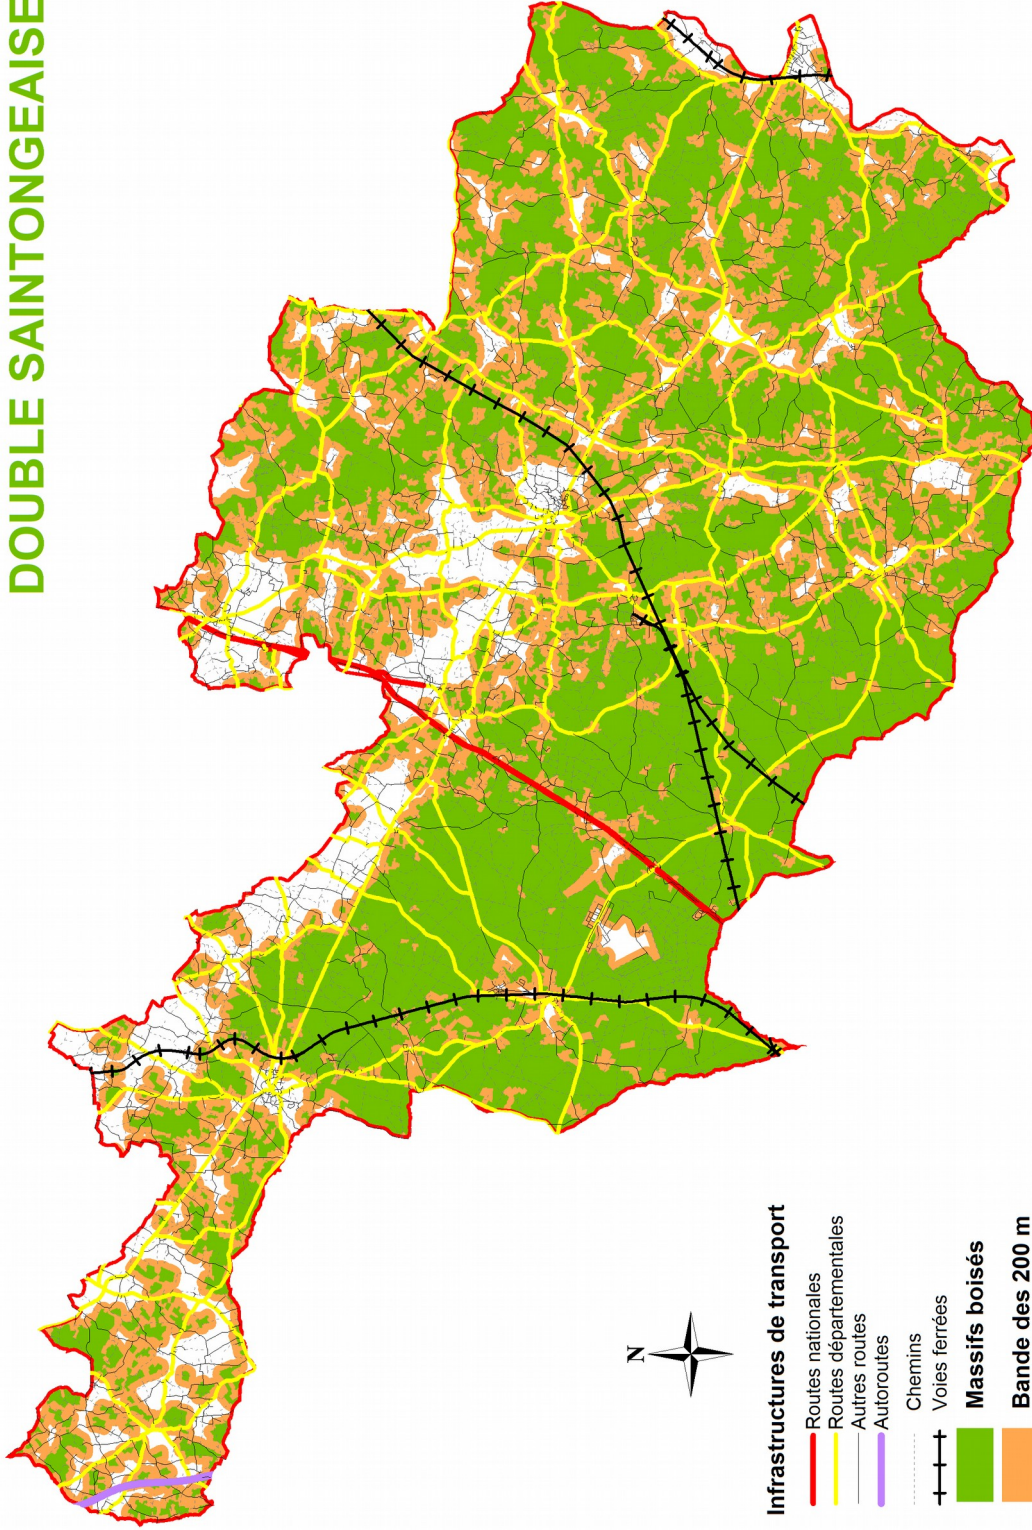 DOUBLE SAINTONGEAISE
N
Infrastructures de transport
Routes nationales
Routes départementales
Autres routes
Autoroutes
Chemins
Voies ferrées
Massifs boisés
Bande des 200 m